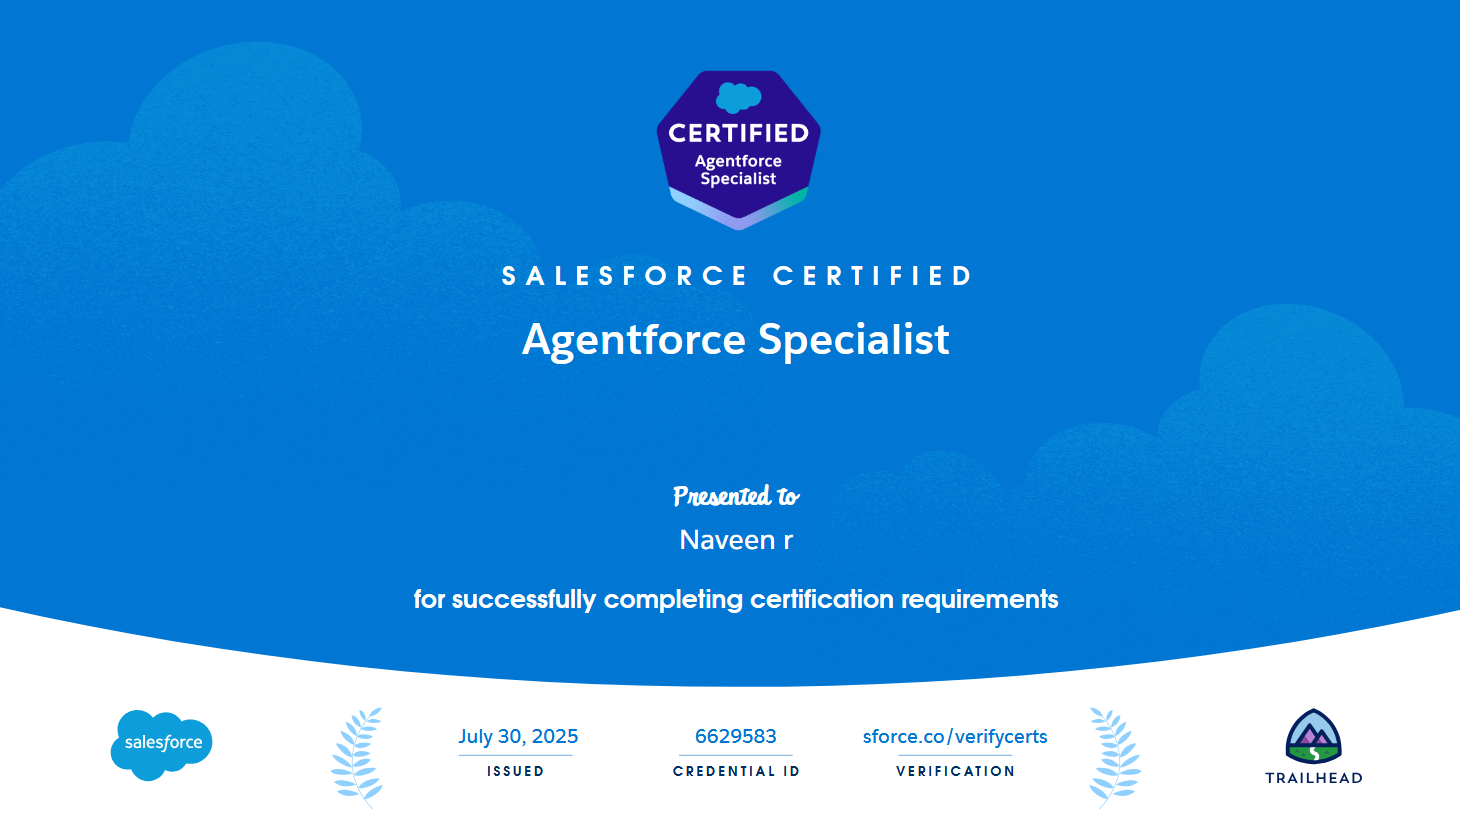 CERTIFIED
Agentforce
Specialist
SALESFORCE CERTIFIED
Agentforce Specialist
Presented to
Naveen r
for successfully completing certification requirements
salesforce
July 30, 2025
ISSUED
6629583
CREDENTIAL ID
sforce.co/verifycerts
VERIFICATION
TRAILHEAD